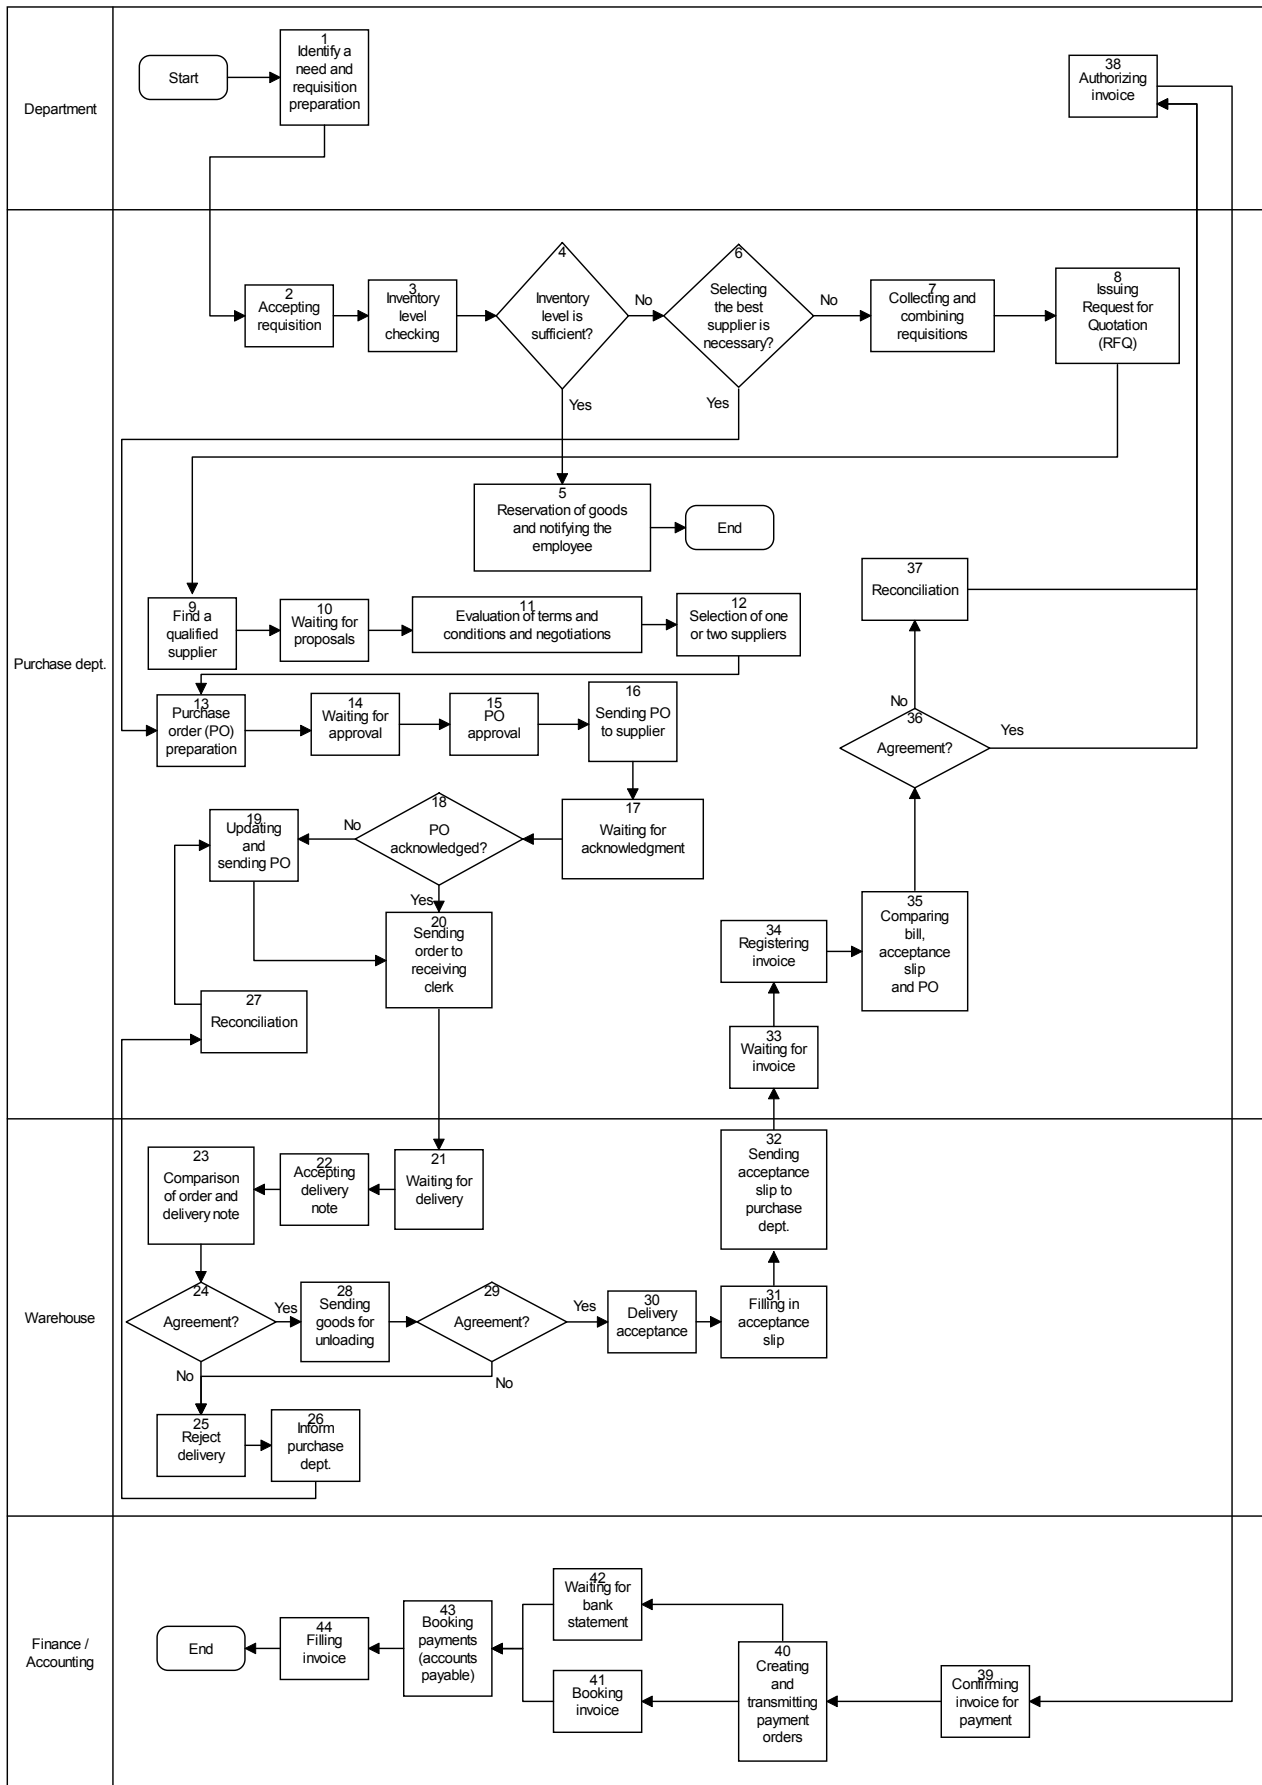 Department
Start
1
Identify a
need and
requisition
preparation
38
Authorizing
invoice
Purchase dept.
2
Accepting
requisition
3
Inventory
level
checking
4
Inventory
level is
sufficient?
No
Yes
6
Selecting
the best
supplier is
necessary?
No
Yes
7
Collecting and
combining
requisitions
8
Issuing
Request for
Quotation
(RFQ)
5
Reservation of goods
and notifying the
employee
End
9
Find a
qualified
supplier
10
Waiting for
proposals
11
Evaluation of terms and
conditions and negotiations
12
Selection of one
or two suppliers
37
Reconciliation
13
Purchase
order (PO)
preparation
14
Waiting for
approval
15
PO
approval
16
Sending PO
to supplier
No
36
Agreement?
Yes
17
Waiting for
acknowledgment
18
PO
acknowledged?
No
Yes
19
Updating
and
sending PO
20
Sending
order to
receiving
clerk
34
Registering
invoice
35
Comparing
bill,
acceptance
slip
and PO
27
Reconciliation
33
Waiting for
invoice
Warehouse
23
Comparison
of order and
delivery note
22
Accepting
delivery
note
21
Waiting for
delivery
32
Sending
acceptance
slip to
purchase
dept.
24
Agreement?
Yes
No
28
Sending
goods for
unloading
29
Agreement?
Yes
No
30
Delivery
acceptance
31
Filling in
acceptance
slip
25
Reject
delivery
26
Inform
purchase
dept.
Finance /
Accounting
End
44
Filling
invoice
43
Booking
payments
(accounts
payable)
42
Waiting for
bank
statement
41
Booking
invoice
40
Creating
and
transmitting
payment
orders
39
Confirming
invoice for
payment